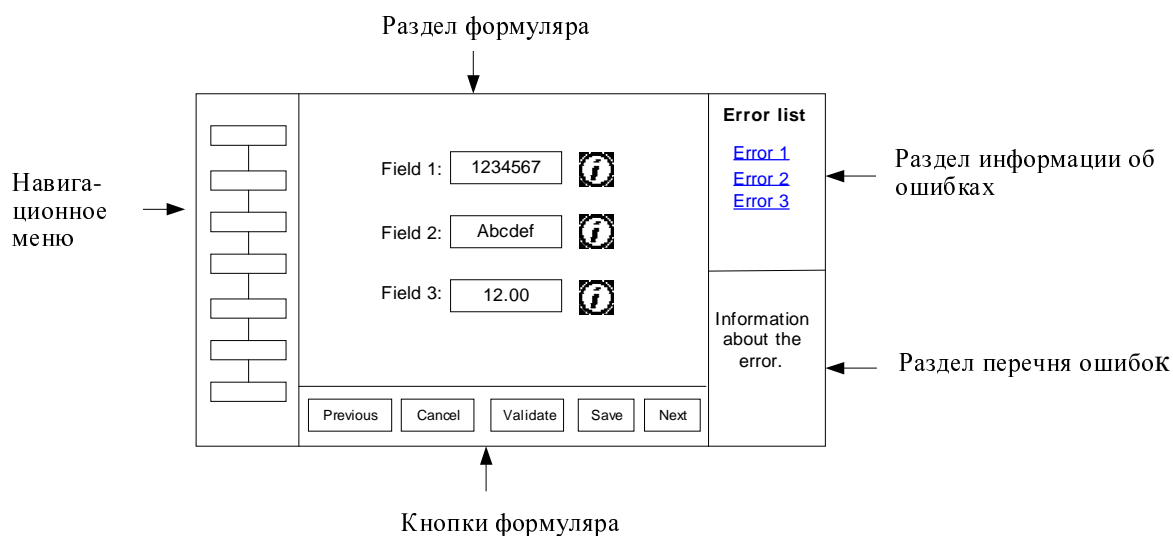 Раздел формуляра
Навига-
ционное
меню
Field 1:
1234567
Field 2:
Abcdef
Field 3:
12.00
Previous
Cancel
Validate
Save
Next
Error list
Error 1
Error 2
Error 3
Information
about the
error.
Раздел информации об
ошибках
Раздел перечня ошибок
Кнопки формуляра